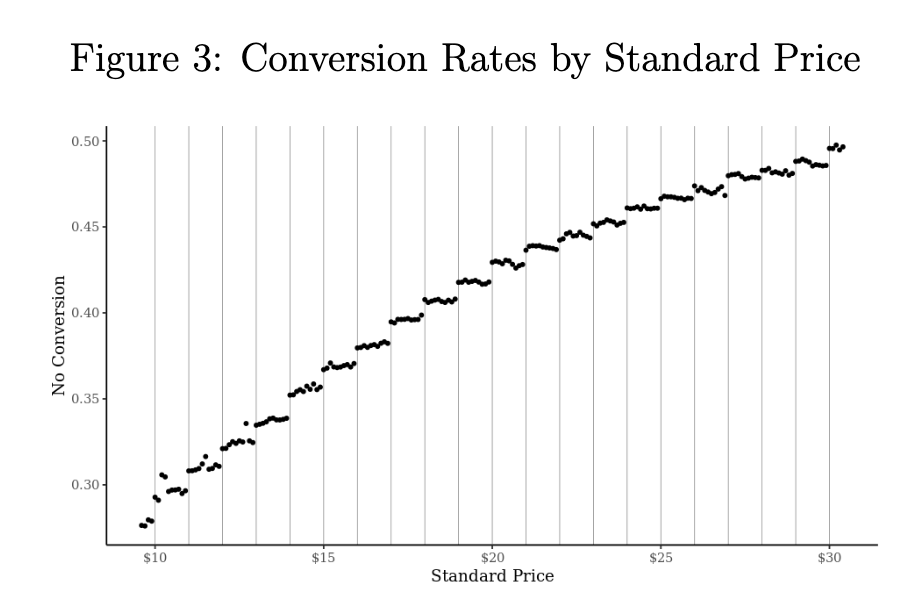 Figure 3: Conversion Rates by Standard Price
0.50
0.45
0.40
0.35
0.30
No Conversion
$10 $15 $20 $25 $30
Standard Price